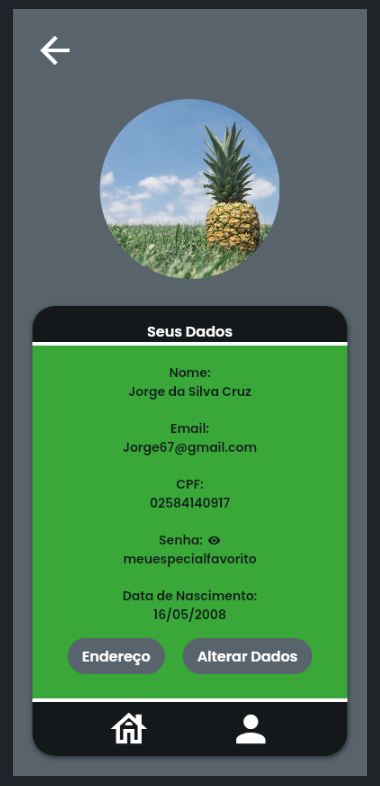 Seus Dados
Nome:
Jorge da Silva Cruz
Email:
Jorge67@gmail.com
CPF:
02584140917
Senha:
meuespecialfavorito
Data de Nascimento:
16/05/2008
Endereço
Alterar Dados